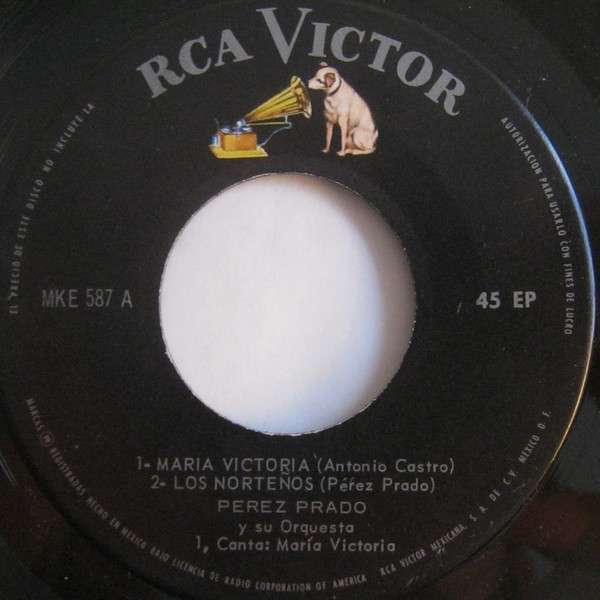 RCA VICTOR
EL PRECIO DE ESTE DISCO NO INCLUYE LA
AUTORIZACION PARA USARLO CON FINES DE LUCRO
MKE 587 A
45 EP
1- MARIA VICTORIA (Antonio Castro)
2- LOS NORTEÑOS (Pérez Prado)
PEREZ PRADO
y su Orquesta
1, Canta: María Victoria
MARCAS (R) REGISTRADAS HECHO EN MEXICO BAJO LICENCIA DE RADIO CORPORATION OF AMERICA RCA VICTOR MEXICANA, S. A. DE C. V. MEXICO D. F.